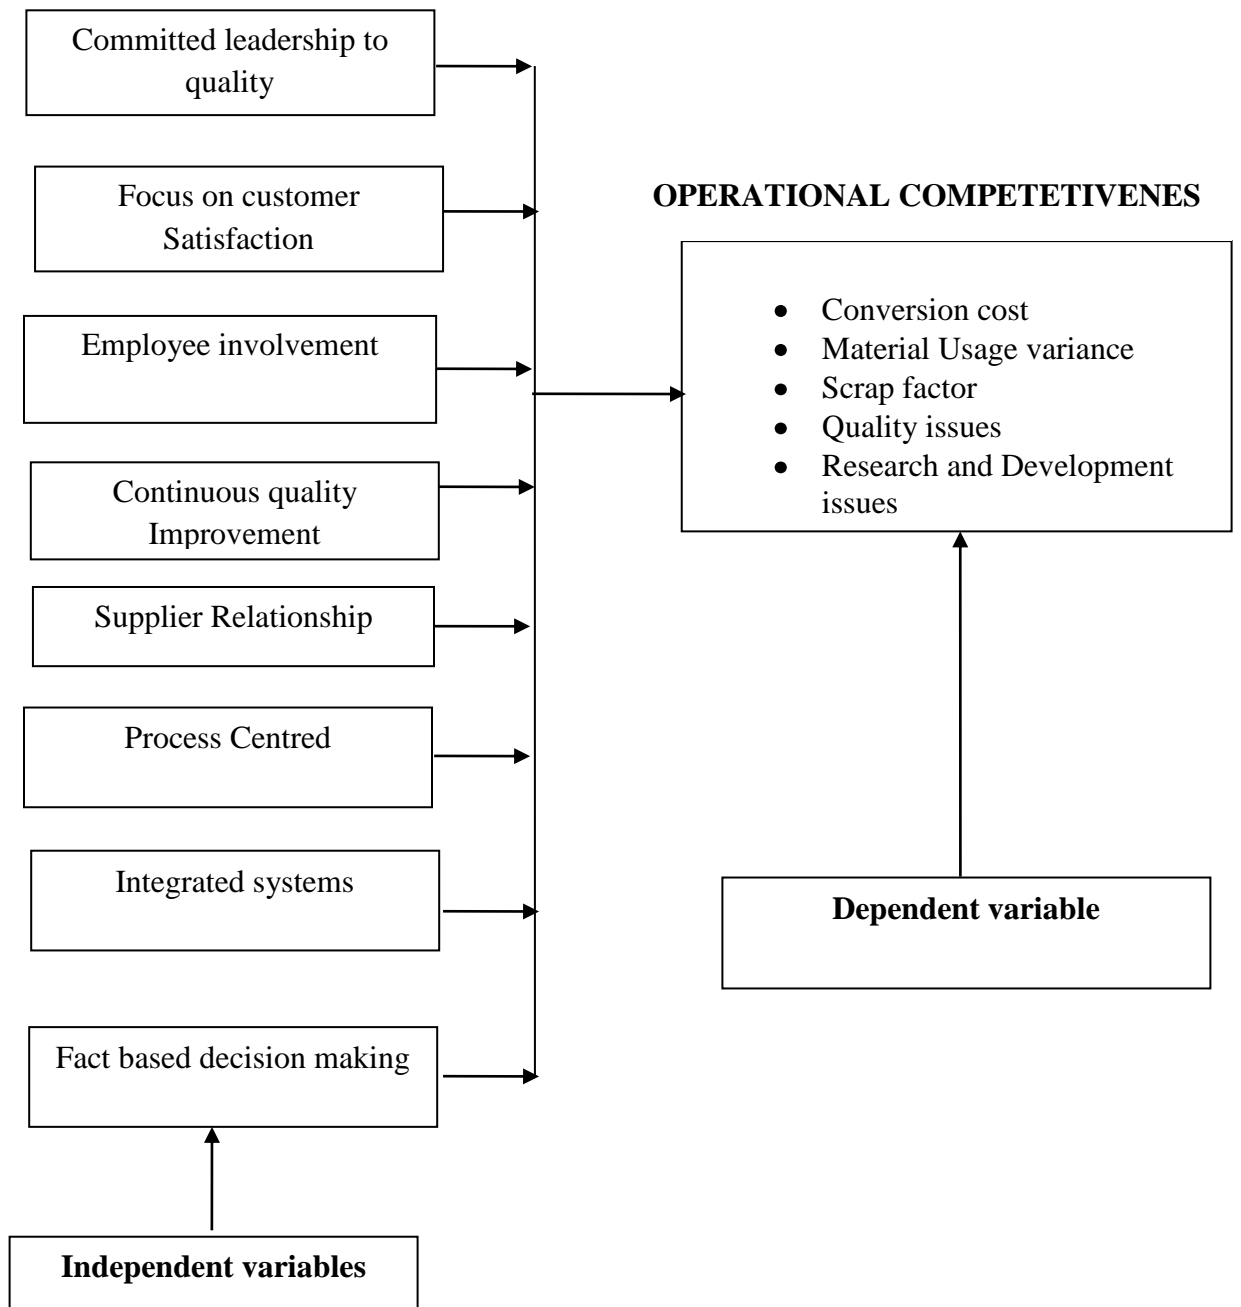 Committed leadership to
quality
Focus on customer
Satisfaction
Employee involvement
Continuous quality
Improvement
Supplier Relationship
Process Centred
Integrated systems
Fact based decision making
Independent variables
OPERATIONAL COMPETETIVENES
● Conversion cost
● Material Usage variance
● Scrap factor
● Quality issues
● Research and Development
issues
Dependent variable